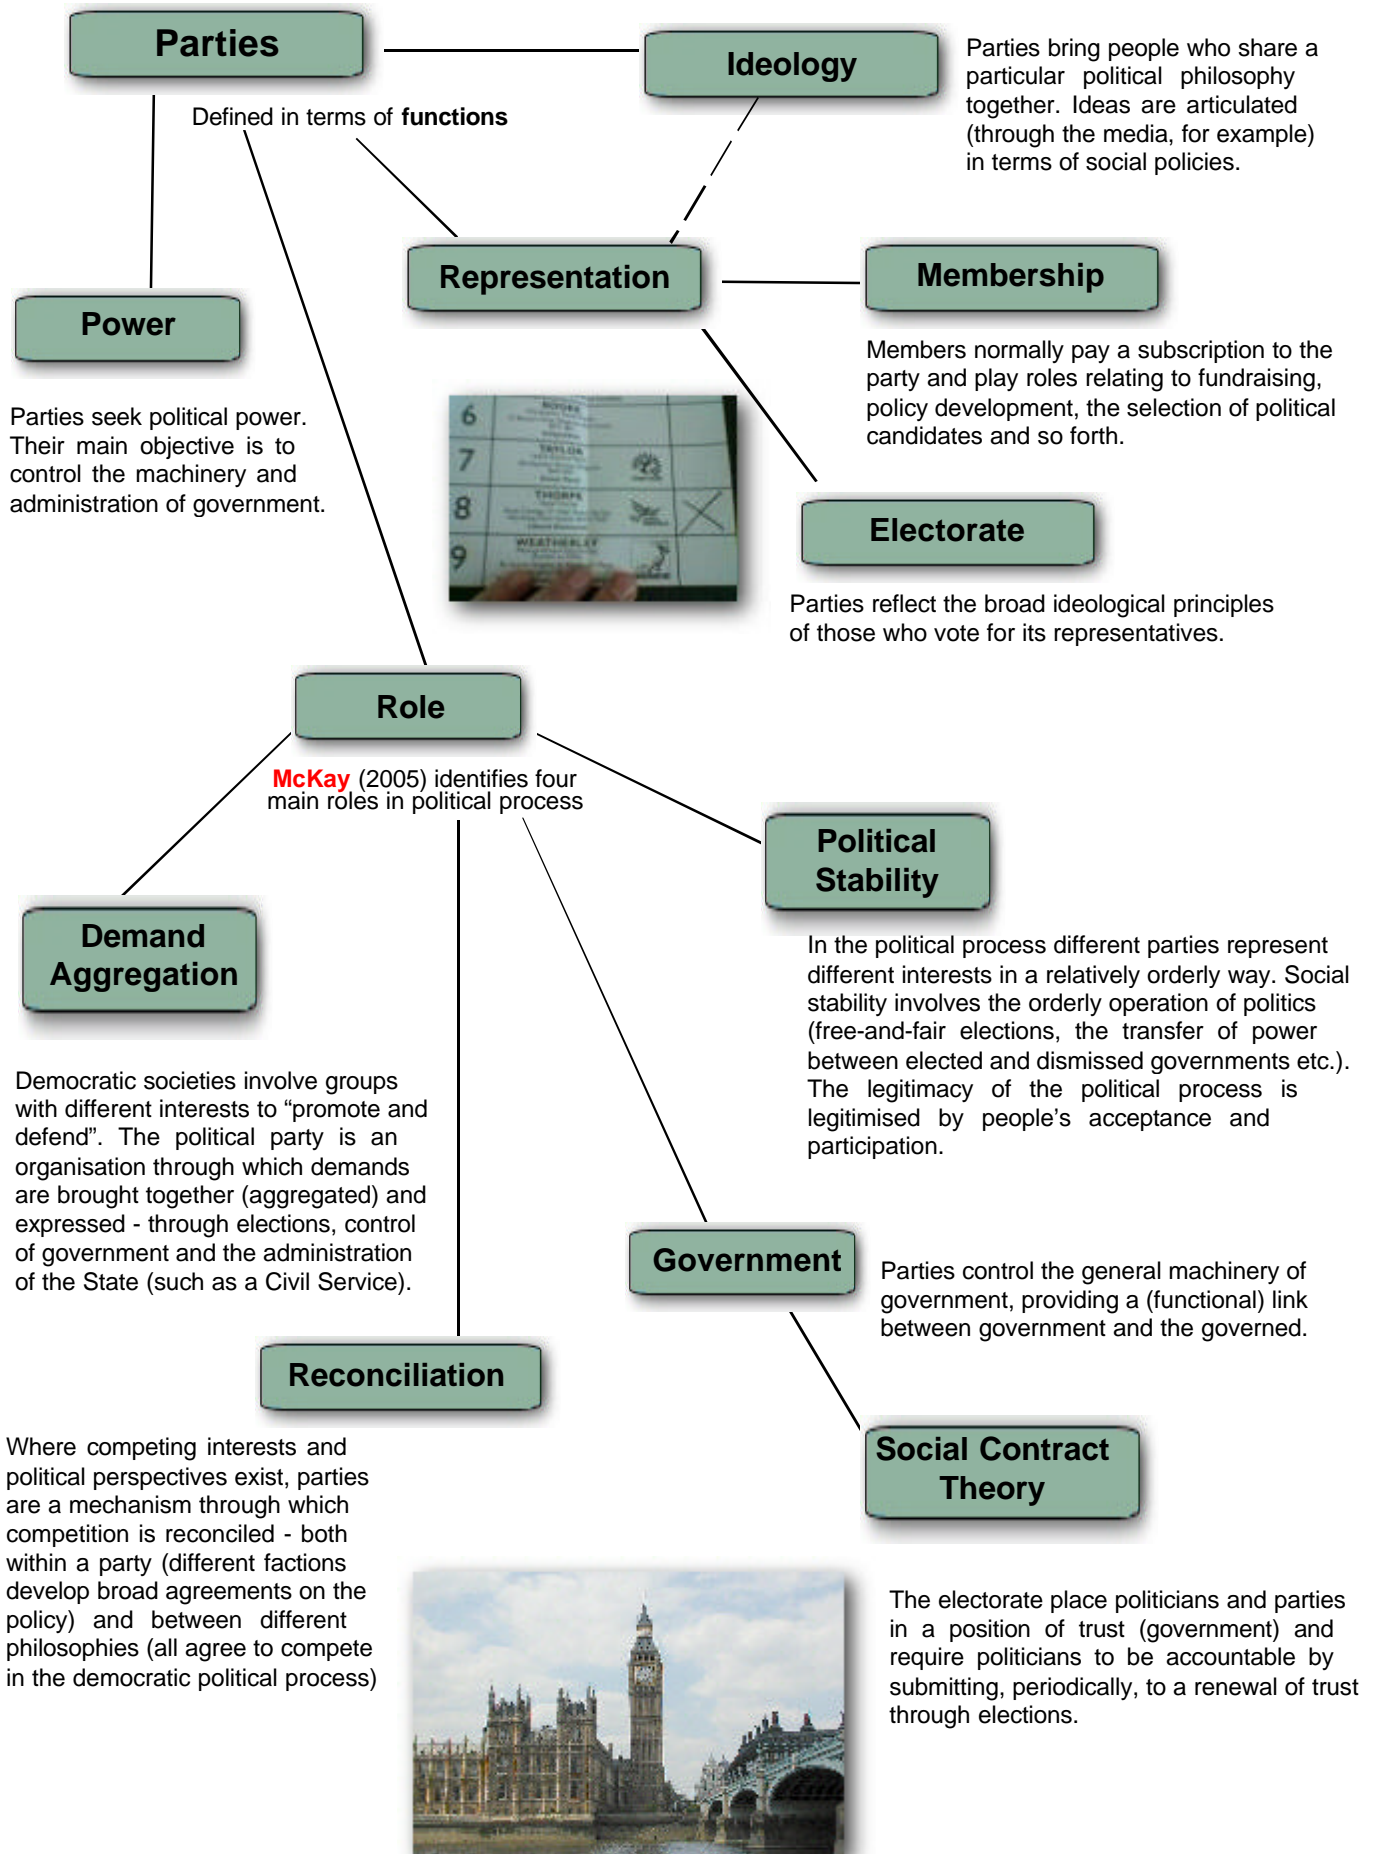 Parties
Ideology
Parties bring people who share a
particular political philosophy
together. Ideas are articulated
(through the media, for example)
in terms of social policies.
Defined in terms of functions
Representation
Membership
Power
Members normally pay a subscription to the
party and play roles relating to fundraising,
policy development, the selection of political
candidates and so forth.
Parties seek political power.
Their main objective is to
control the machinery and
administration of government.
6
7
TAYLOR
8
THORPE
9
WEATHERLEY
Electorate
Parties reflect the broad ideological principles
of those who vote for its representatives.
Role
McKay (2005) identifies four
main roles in political process
Political
Stability
Demand
Aggregation
In the political process different parties represent
different interests in a relatively orderly way. Social
stability involves the orderly operation of politics
(free-and-fair elections, the transfer of power
between elected and dismissed governments etc.).
The legitimacy of the political process is
legitimised by people’s acceptance and
participation.
Democratic societies involve groups
with different interests to “promote and
defend”. The political party is an
organisation through which demands
are brought together (aggregated) and
expressed - through elections, control
of government and the administration
of the State (such as a Civil Service).
Government
Parties control the general machinery of
government, providing a (functional) link
between government and the governed.
Reconciliation
Where competing interests and
political perspectives exist, parties
are a mechanism through which
competition is reconciled - both
within a party (different factions
develop broad agreements on the
policy) and between different
philosophies (all agree to compete
in the democratic political process)
Social Contract
Theory
The electorate place politicians and parties
in a position of trust (government) and
require politicians to be accountable by
submitting, periodically, to a renewal of trust
through elections.